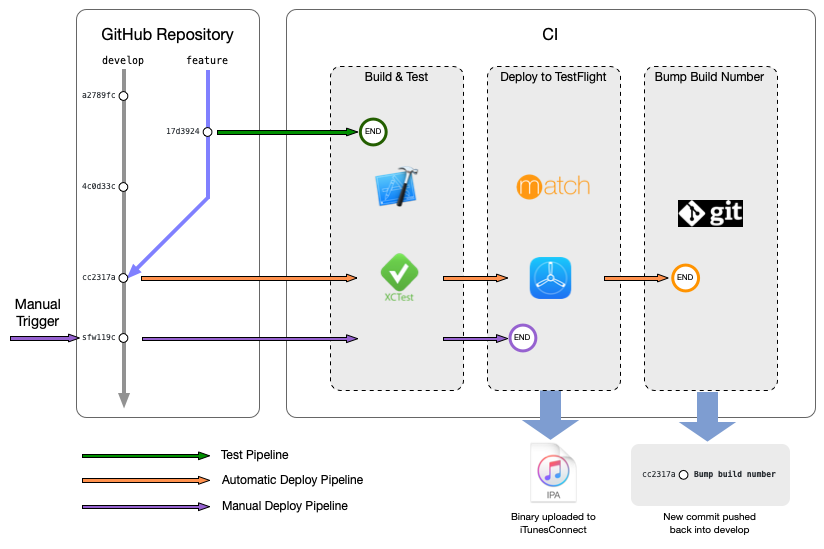 GitHub Repository
CI
develop
feature
Build & Test
Deploy to TestFlight
Bump Build Number
a2789fc
17d3924
END
4c0d33c
match
git
cc2317a
XCTest
END
Manual
Trigger
sfw119c
END
Test Pipeline
Automatic Deploy Pipeline
Manual Deploy Pipeline
IPA
Binary uploaded to
iTunesConnect
cc2317a Bump build number
New commit pushed
back into develop